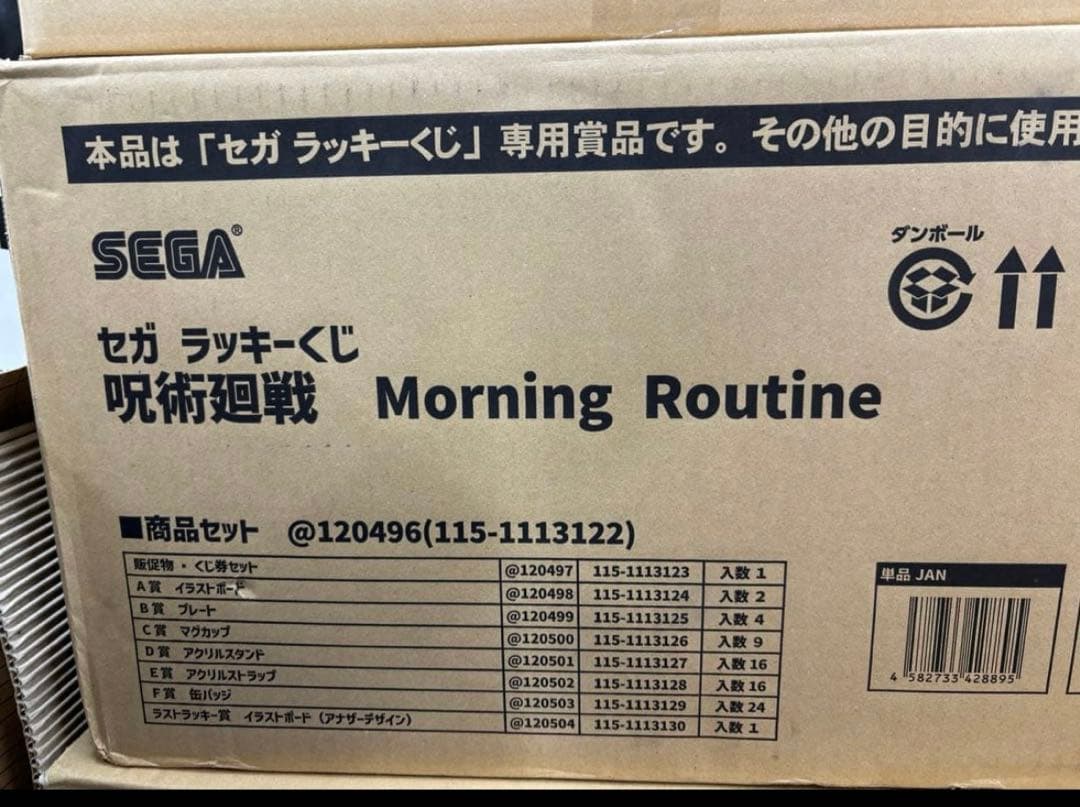 本品は「セガ ラッキーくじ」専用賞品です。その他の目的に使用
SEGA®
ダンボール
セガ ラッキーくじ
呪術廻戦 Morning Routine
■商品セット @120496(115-1113122)
販促物・くじ券セット @120497 115-1113123 入数 1
A賞 イラストボード @120498 115-1113124 入数 2
B賞 プレート @120499 115-1113125 入数 4
C賞 マグカップ @120500 115-1113126 入数 9
D賞 アクリルスタンド @120501 115-1113127 入数 16
E賞 アクリルストラップ @120502 115-1113128 入数 16
F賞 缶バッジ @120503 115-1113129 入数 24
ラストラッキー賞 イラストボード（アナザーデザイン） @120504 115-1113130 入数 1
単品 JAN
4 582733 428895